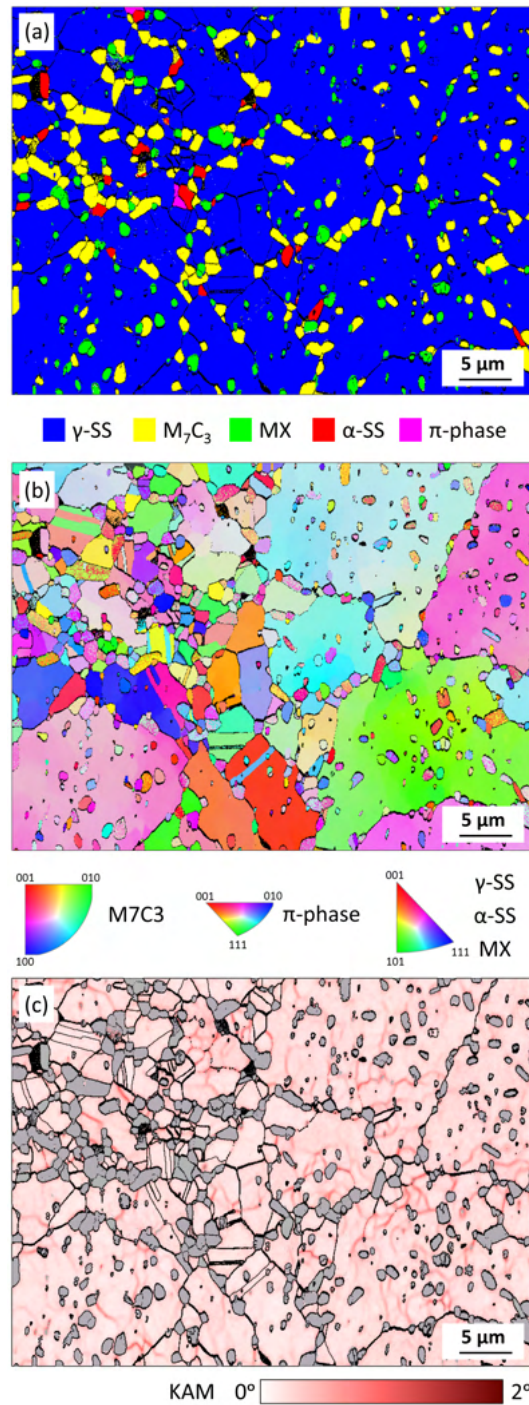 (a)
5 µm
γ-SS M₇C₃ MX α-SS π-phase
(b)
5 µm
001 010
100
M7C3
001 010
111
π-phase
001
101 111
γ-SS
α-SS
MX
(c)
5 µm
KAM 0° 2°